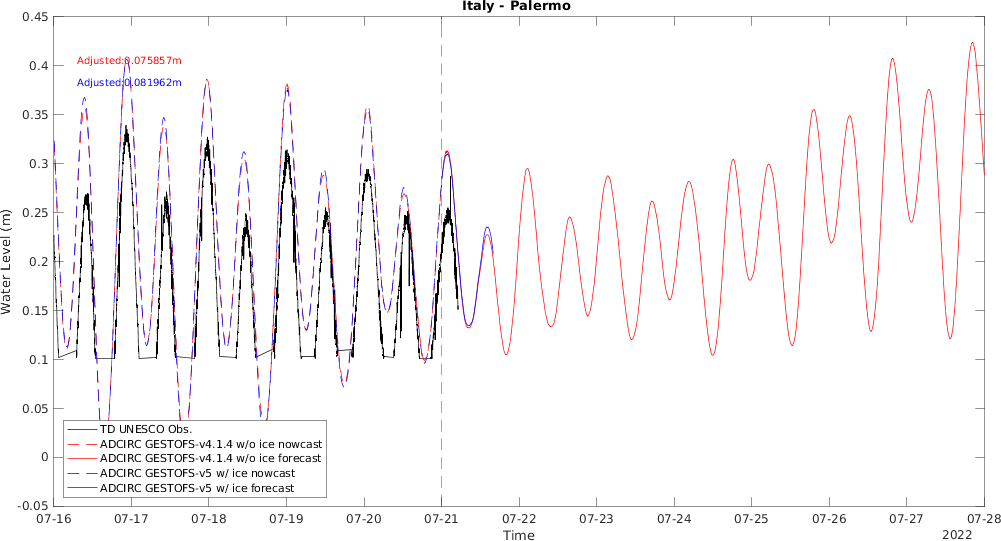 Italy - Palermo
0.45
0.4
0.35
0.3
0.25
0.2
0.15
0.1
0.05
0
-0.05
Water Level (m)
Adjusted:0.075857m
Adjusted:0.081962m
TD UNESCO Obs.
ADCIRC GESTOFS-v4.1.4 w/o ice nowcast
ADCIRC GESTOFS-v4.1.4 w/o ice forecast
ADCIRC GESTOFS-v5 w/ ice nowcast
ADCIRC GESTOFS-v5 w/ ice forecast
07-16 07-17 07-18 07-19 07-20 07-21 07-22 07-23 07-24 07-25 07-26 07-27 07-28
Time
2022